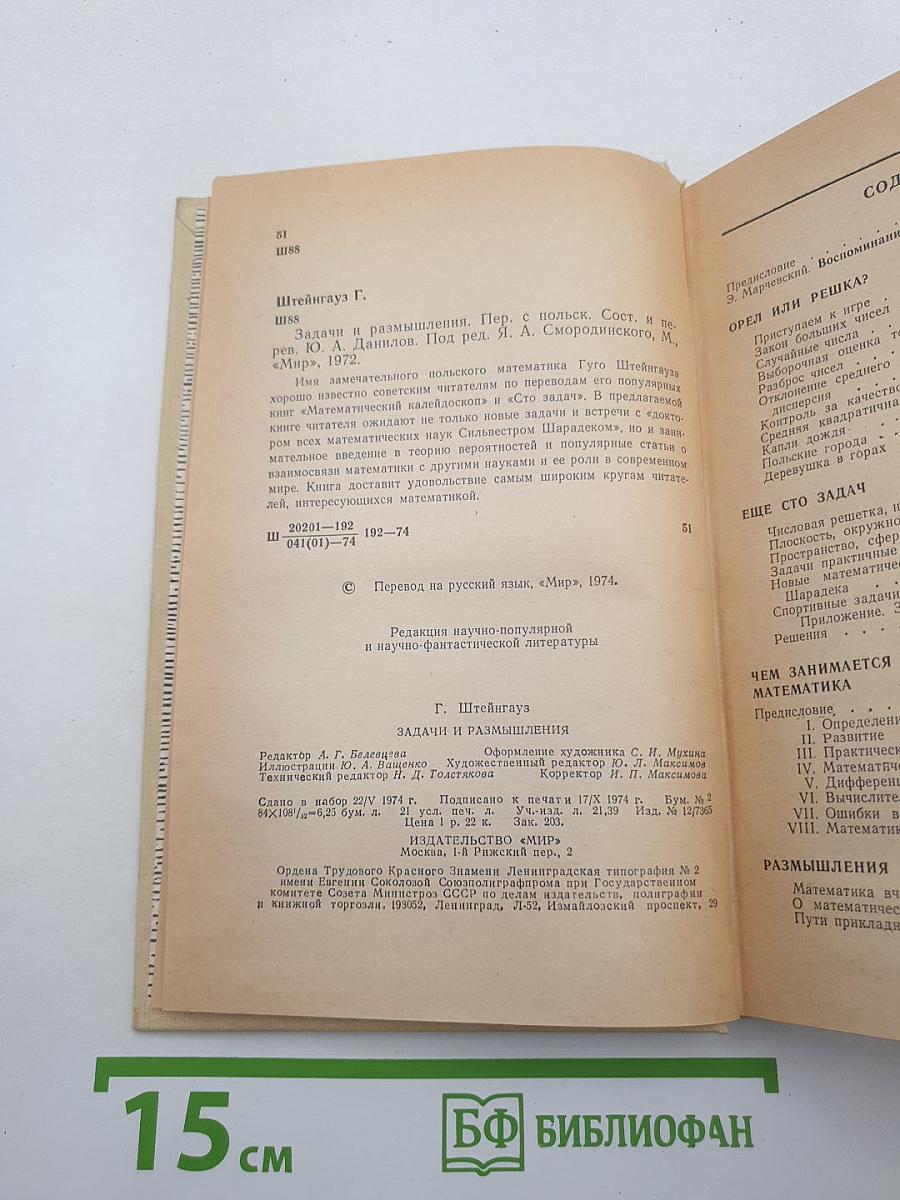 51
Ш88
Штейнгауз Г.
Ш88
Задачи и размышления. Пер. с польск. Сост. и пе-
рев. Ю. А. Данилов. Под ред. Я. А. Смородинского, М.,
«Мир», 1972.
Имя замечательного польского математика Гуго Штейнгауза
хорошо известно советским читателям по переводам его популярных
книг «Математический калейдоскоп» и «Сто задач». В предлагаемой
книге читателя ожидают не только новые задачи и встречи с «докто-
ром всех математических наук Сильвестром Шарадеком», но и зани-
мательное введение в теорию вероятностей и популярные статьи о
взаимосвязи математики с другими науками и ее роли в современном
мире. Книга доставит удовольствие самым широким кругам читате-
лей, интересующихся математикой.
Ш 20201—192
041(01)—74 192—74 51
© Перевод на русский язык, «Мир», 1974.
Редакция научно-популярной
и научно-фантастической литературы
Г. Штейнгауз
ЗАДАЧИ И РАЗМЫШЛЕНИЯ
Редактор А. Г. Белевцева Оформление художника С. И. Мухина
Иллюстрации Ю. А. Ващенко Художественный редактор Ю. Л. Максимов
Технический редактор Н. Д. Толстякова Корректор И. П. Максимова
Сдано в набор 22/V 1974 г. Подписано к печати 17/X 1974 г. Бум. № 2
84×108¹/₃₂=6,25 бум. л. 21 усл. печ. л. Уч.-изд. л. 21,39 Изд. № 12/7365
Цена 1 р. 22 к. Зак. 203.
ИЗДАТЕЛЬСТВО «МИР»
Москва, 1-й Рижский пер., 2
Ордена Трудового Красного Знамени Ленинградская типография № 2
имени Евгении Соколовой Союзполиграфпрома при Государственном
комитете Совета Министров СССР по делам издательств, полиграфии
и книжной торговли, 198052, Ленинград, Л-52, Измайловский проспект, 29
СОД
Предисловие
Э. Марчевский. Воспоминани
ОРЕЛ ИЛИ РЕШКА?
Приступаем к игре
Закон больших чисел
Случайные числа
Выборочная оценка
Разброс чисел
Отклонение среднего
дисперсия
Контроль за качество
Средняя квадратична
Капли дождя
Польские города
Деревушка в горах
ЕЩЕ СТО ЗАДАЧ
Числовая решетка, н
Плоскость, окружно
Пространство, сфер
Задачи практичные
Новые математичес
Шарадека
Спортивные задачи
Приложение. З
Решения
ЧЕМ ЗАНИМАЕТСЯ
МАТЕМАТИКА
Предисловие
I. Определени
II. Развитие
III. Практическ
IV. Математиче
V. Дифференц
VI. Вычислител
VII. Ошибки в
VIII. Математик
РАЗМЫШЛЕНИЯ
Математика вч
О математичес
Пути прикладн
15 см
БФ БИБЛИОФАН